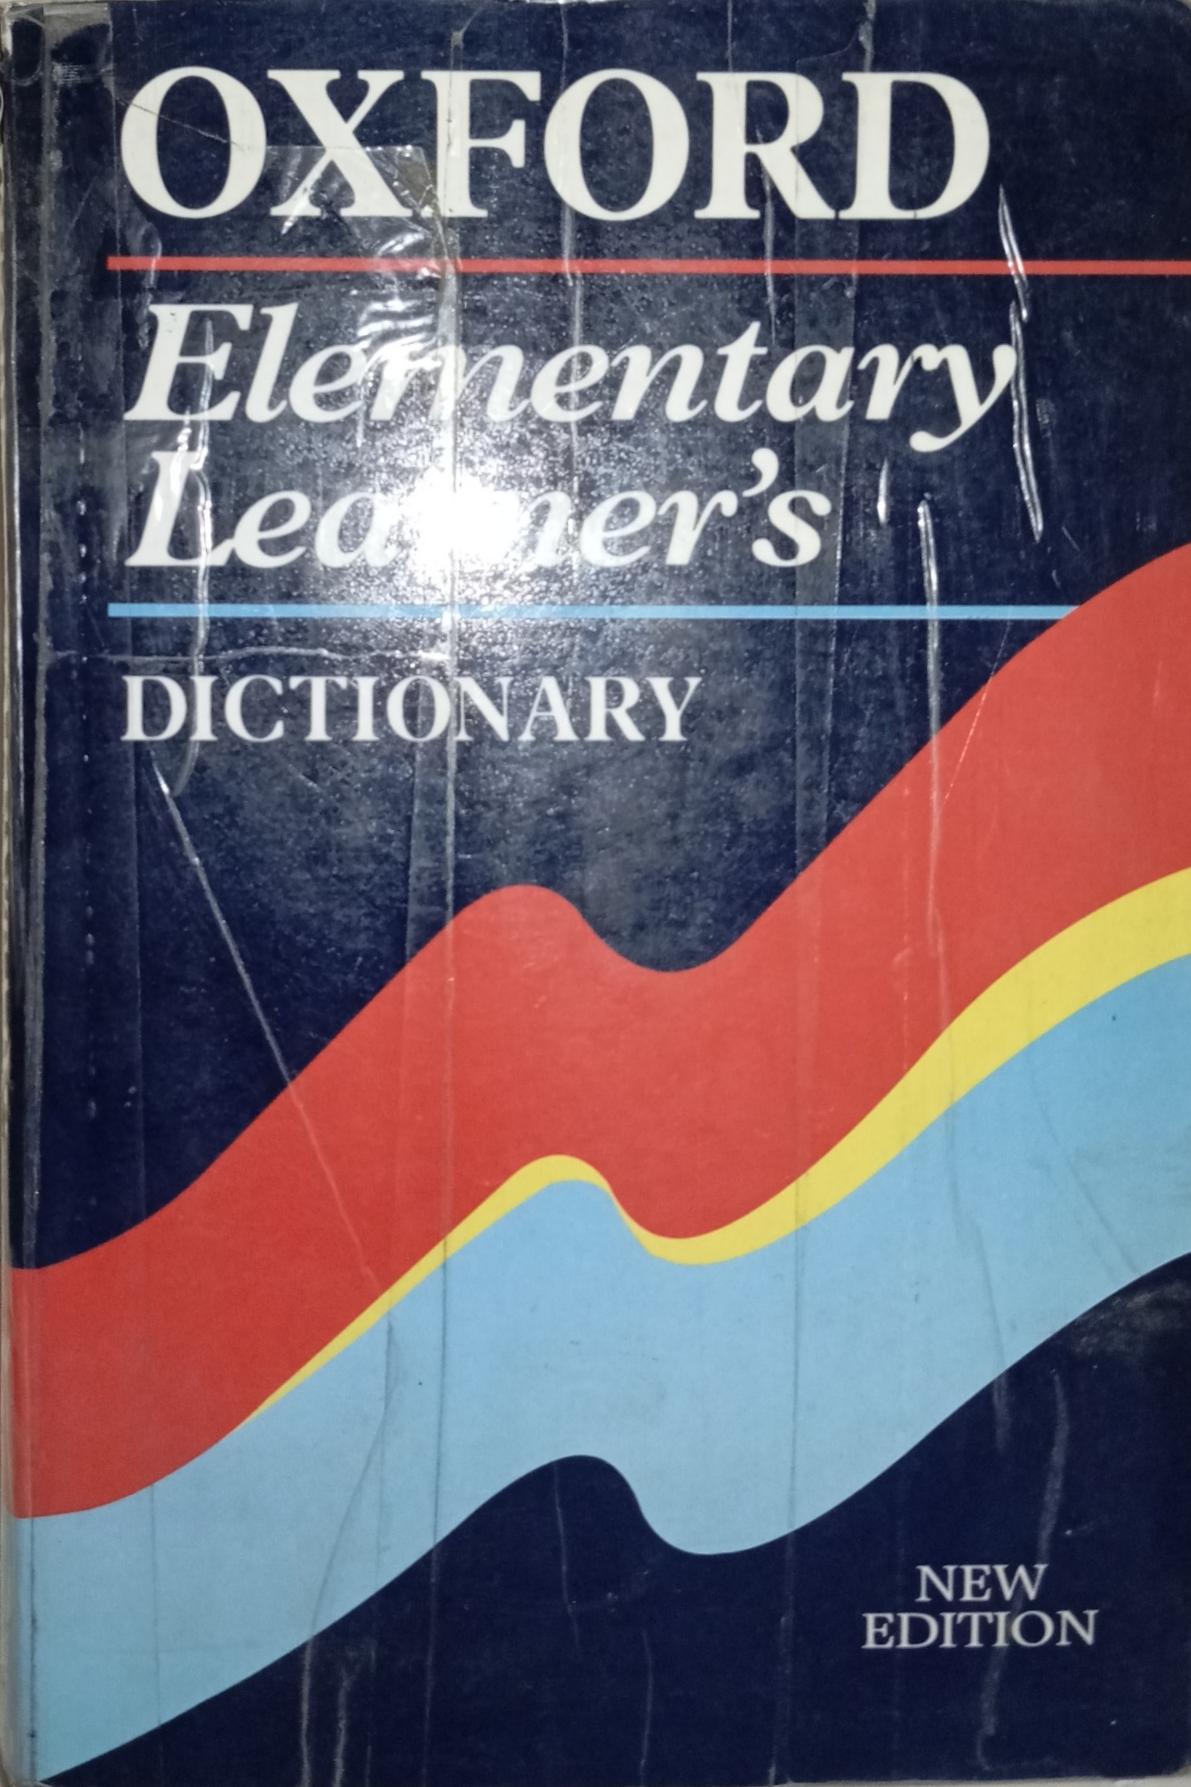 OXFORD
Elementary
Learner's
DICTIONARY
NEW
EDITION